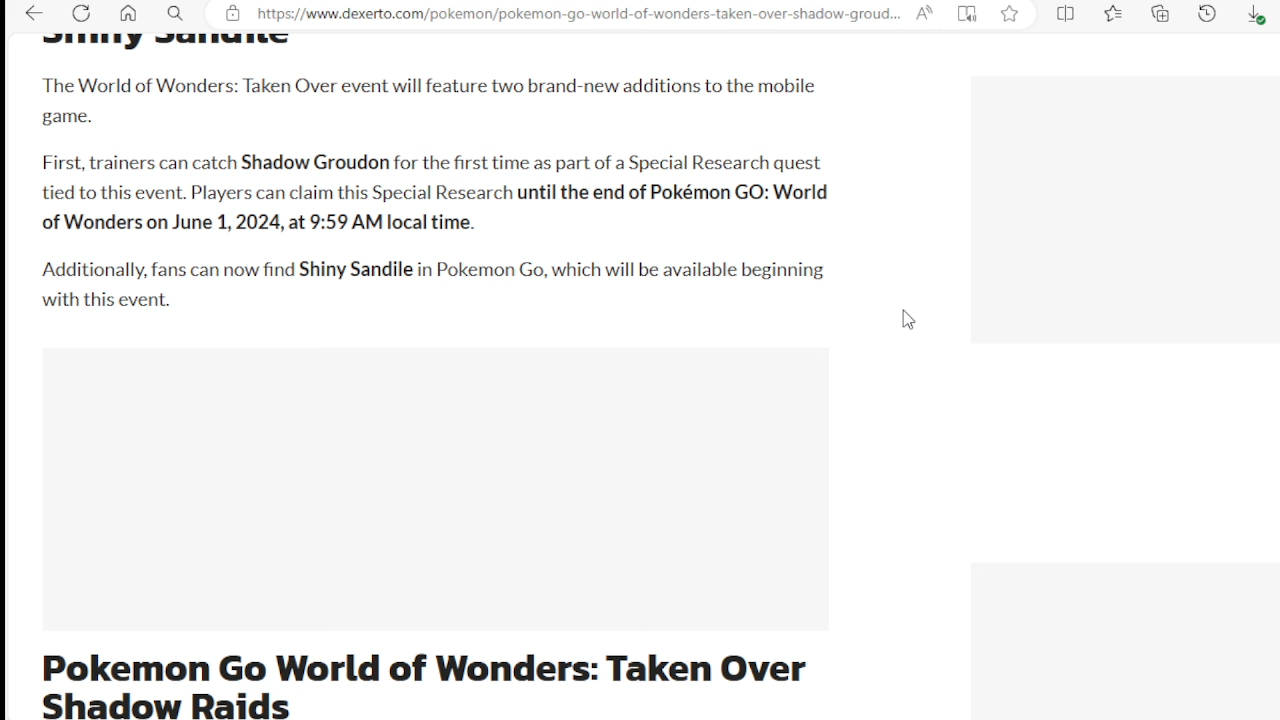 https://www.dexerto.com/pokemon/pokemon-go-world-of-wonders-taken-over-shadow-groud...
Shiny Sandile
The World of Wonders: Taken Over event will feature two brand-new additions to the mobile
game.
First, trainers can catch Shadow Groudon for the first time as part of a Special Research quest
tied to this event. Players can claim this Special Research until the end of Pokémon GO: World
of Wonders on June 1, 2024, at 9:59 AM local time.
Additionally, fans can now find Shiny Sandile in Pokemon Go, which will be available beginning
with this event.
Pokemon Go World of Wonders: Taken Over
Shadow Raids